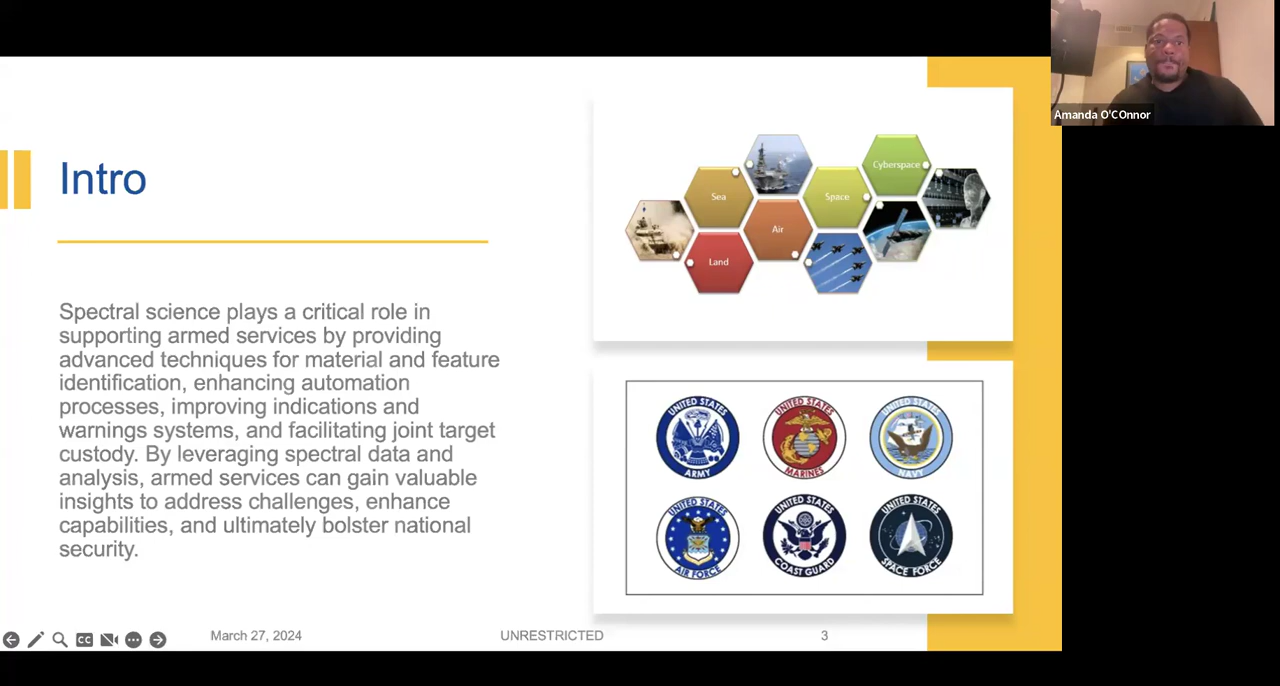 Amanda O'COnnor
Intro
Spectral science plays a critical role in
supporting armed services by providing
advanced techniques for material and feature
identification, enhancing automation
processes, improving indications and
warnings systems, and facilitating joint target
custody. By leveraging spectral data and
analysis, armed services can gain valuable
insights to address challenges, enhance
capabilities, and ultimately bolster national
security.
Cyberspace
Sea
Space
Air
Land
UNITED STATES
ARMY
UNITED STATES
MARINES
UNITED STATES
NAVY
UNITED STATES
AIR FORCE
UNITED STATES
COAST GUARD
UNITED STATES
SPACE FORCE
CC
March 27, 2024
UNRESTRICTED
3